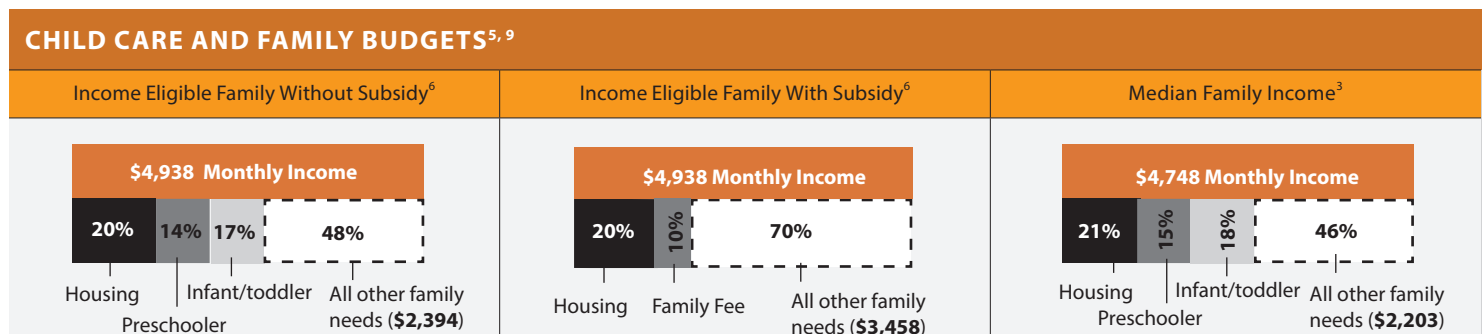 CHILD CARE AND FAMILY BUDGETS5, 9
Income Eligible Family Without Subsidy6
$4,938 Monthly Income
20% 14% 17% 48%
Housing
Preschooler
Infant/toddler
All other family
needs ($2,394)
Income Eligible Family With Subsidy6
$4,938 Monthly Income
20% 10% 70%
Housing
Family Fee
All other family
needs ($3,458)
Median Family Income3
$4,748 Monthly Income
21% 15% 18% 46%
Housing
Preschooler
Infant/toddler
All other family
needs ($2,203)